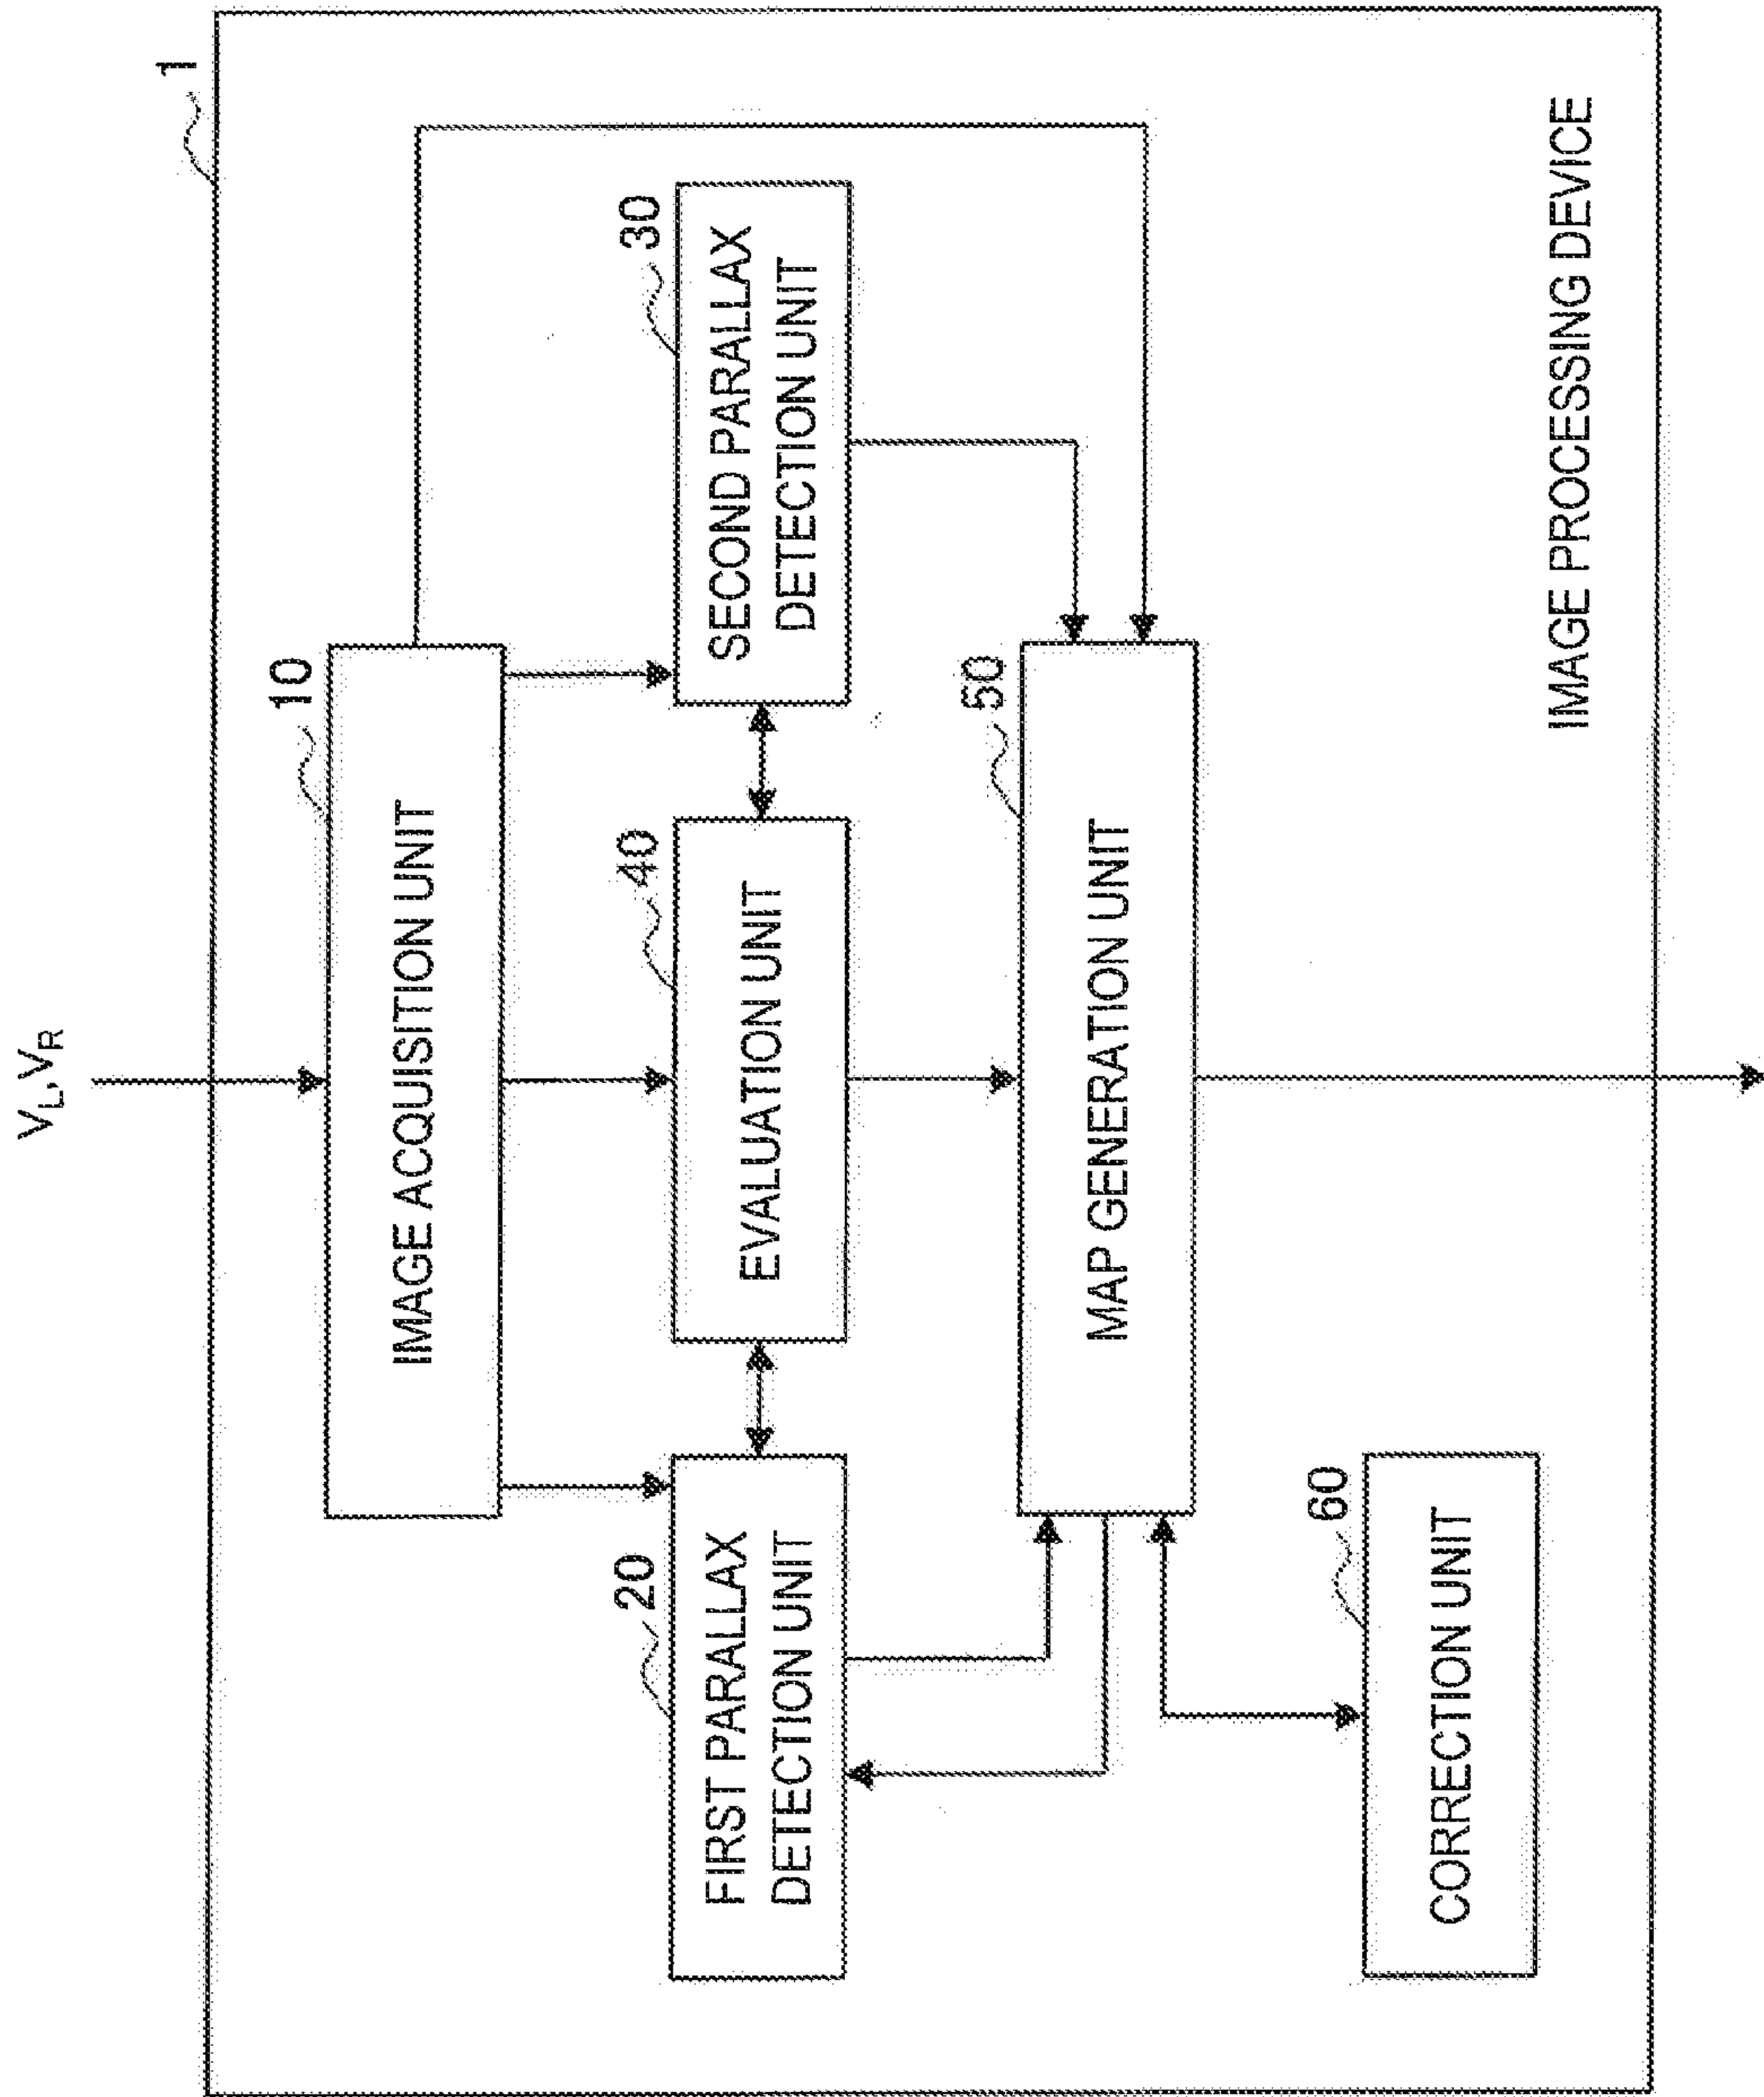 V_L,V_R
1
10
IMAGE ACQUISITION UNIT
20
FIRST PARALLAX
DETECTION UNIT
40
EVALUATION UNIT
30
SECOND PARALLAX
DETECTION UNIT
50
MAP GENERATION UNIT
60
CORRECTION UNIT
IMAGE PROCESSING DEVICE